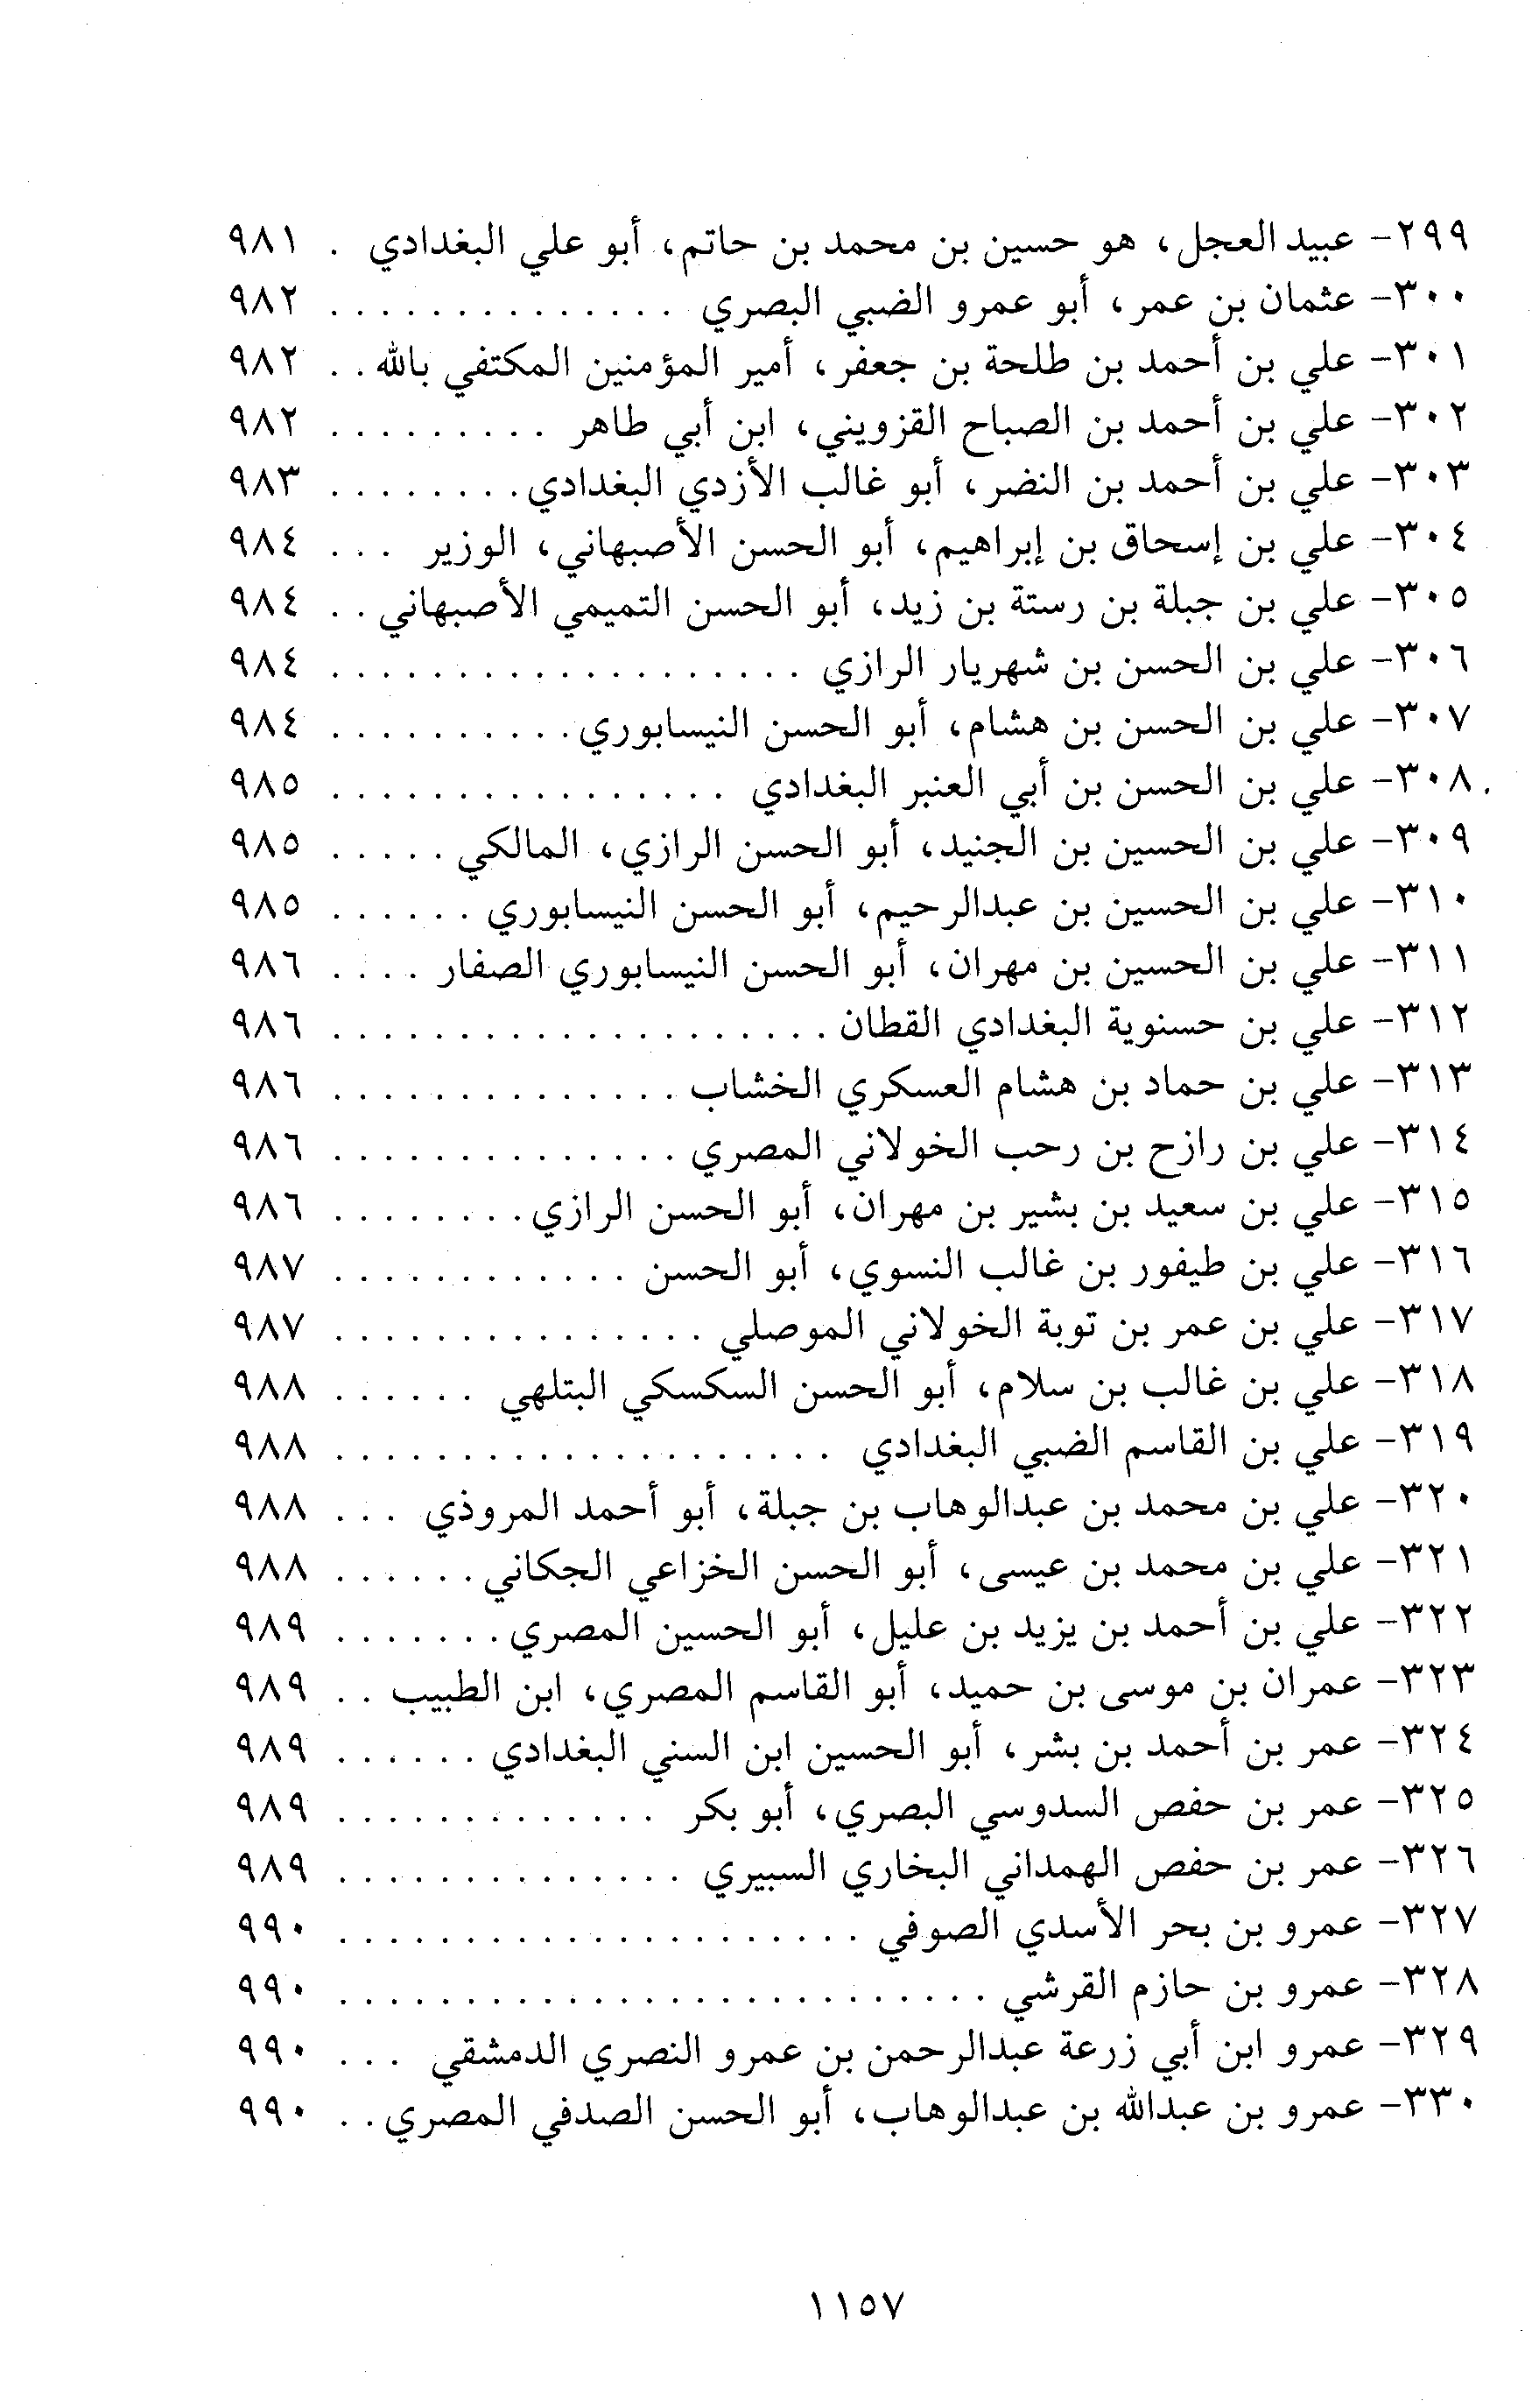 ٢٩٩- عبيد العجل، هو حسين بن محمد بن حاتم، أبو علي البغدادي . ٩٨١
٣٠٠- عثمان بن عمر، أبو عمرو الضبي البصري . . . . . . . . . . . . . . ٩٨٢
٣٠١- علي بن أحمد بن طلحة بن جعفر، أمير المؤمنين المكتفي بالله . . ٩٨٢
٣٠٢- علي بن أحمد بن الصباح القزويني، ابن أبي طاهر . . . . . . . . . ٩٨٢
٣٠٣- علي بن أحمد بن النضر، أبو غالب الأزدي البغدادي . . . . . . . . ٩٨٣
٣٠٤- علي بن إسحاق بن إبراهيم، أبو الحسن الأصبهاني، الوزير . . . ٩٨٤
٣٠٥- علي بن جبلة بن رستة بن زيد، أبو الحسن التميمي الأصبهاني . . ٩٨٤
٣٠٦- علي بن الحسن بن شهريار الرازي . . . . . . . . . . . . . . . . . . . ٩٨٤
٣٠٧- علي بن الحسن بن هشام، أبو الحسن النيسابوري . . . . . . . . . . ٩٨٤
٣٠٨- علي بن الحسن بن أبي العنبر البغدادي . . . . . . . . . . . . . . . . ٩٨٥
٣٠٩- علي بن الحسين بن الجنيد، أبو الحسن الرازي، المالكي . . . . . ٩٨٥
٣١٠- علي بن الحسين بن عبدالرحيم، أبو الحسن النيسابوري . . . . . . ٩٨٥
٣١١- علي بن الحسين بن مهران، أبو الحسن النيسابوري الصفار . . . . ٩٨٦
٣١٢- علي بن حسنوية البغدادي القطان . . . . . . . . . . . . . . . . . . . . ٩٨٦
٣١٣- علي بن حماد بن هشام العسكري الخشاب . . . . . . . . . . . . . . ٩٨٦
٣١٤- علي بن رازح بن رحب الخولاني المصري . . . . . . . . . . . . . . ٩٨٦
٣١٥- علي بن سعيد بن بشير بن مهران، أبو الحسن الرازي . . . . . . . . ٩٨٦
٣١٦- علي بن طيفور بن غالب النسوي، أبو الحسن . . . . . . . . . . . . ٩٨٧
٣١٧- علي بن عمر بن توبة الخولاني الموصلي . . . . . . . . . . . . . . . ٩٨٧
٣١٨- علي بن غالب بن سلام، أبو الحسن السكسكي البتلهي . . . . . . ٩٨٨
٣١٩- علي بن القاسم الضبي البغدادي . . . . . . . . . . . . . . . . . . . . ٩٨٨
٣٢٠- علي بن محمد بن عبدالوهاب بن جبلة، أبو أحمد المروذي . . . ٩٨٨
٣٢١- علي بن محمد بن عيسى، أبو الحسن الخزاعي الجكاني . . . . . . ٩٨٨
٣٢٢- علي بن أحمد بن يزيد بن عليل، أبو الحسين المصري . . . . . . . ٩٨٩
٣٢٣- عمران بن موسى بن حميد، أبو القاسم المصري، ابن الطبيب . . ٩٨٩
٣٢٤- عمر بن أحمد بن بشر، أبو الحسين ابن السني البغدادي . . . . . . ٩٨٩
٣٢٥- عمر بن حفص السدوسي البصري، أبو بكر . . . . . . . . . . . . . ٩٨٩
٣٢٦- عمر بن حفص الهمداني البخاري السبيري . . . . . . . . . . . . . . ٩٨٩
٣٢٧- عمرو بن بحر الأسدي الصوفي . . . . . . . . . . . . . . . . . . . . . ٩٩٠
٣٢٨- عمرو بن حازم القرشي . . . . . . . . . . . . . . . . . . . . . . . . . . ٩٩٠
٣٢٩- عمرو ابن أبي زرعة عبدالرحمن بن عمرو النصري الدمشقي . . . ٩٩٠
٣٣٠- عمرو بن عبدالله بن عبدالوهاب، أبو الحسن الصدفي المصري . . ٩٩٠
١١٥٧